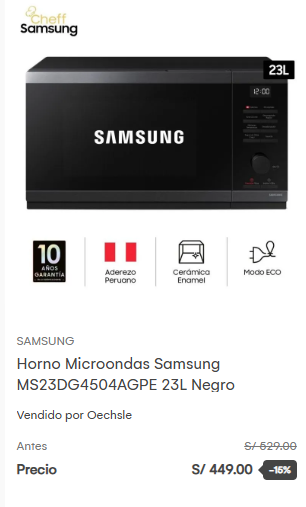 Cheff
Samsung
23L
12:00
SAMSUNG
10
AÑOS
GARANTÍA
Aderezo
Peruano
Cerámica
Enamel
Modo ECO
SAMSUNG
Horno Microondas Samsung
MS23DG4504AGPE 23L Negro
Vendido por Oechsle
Antes S/ 529.00
Precio S/ 449.00 -15%